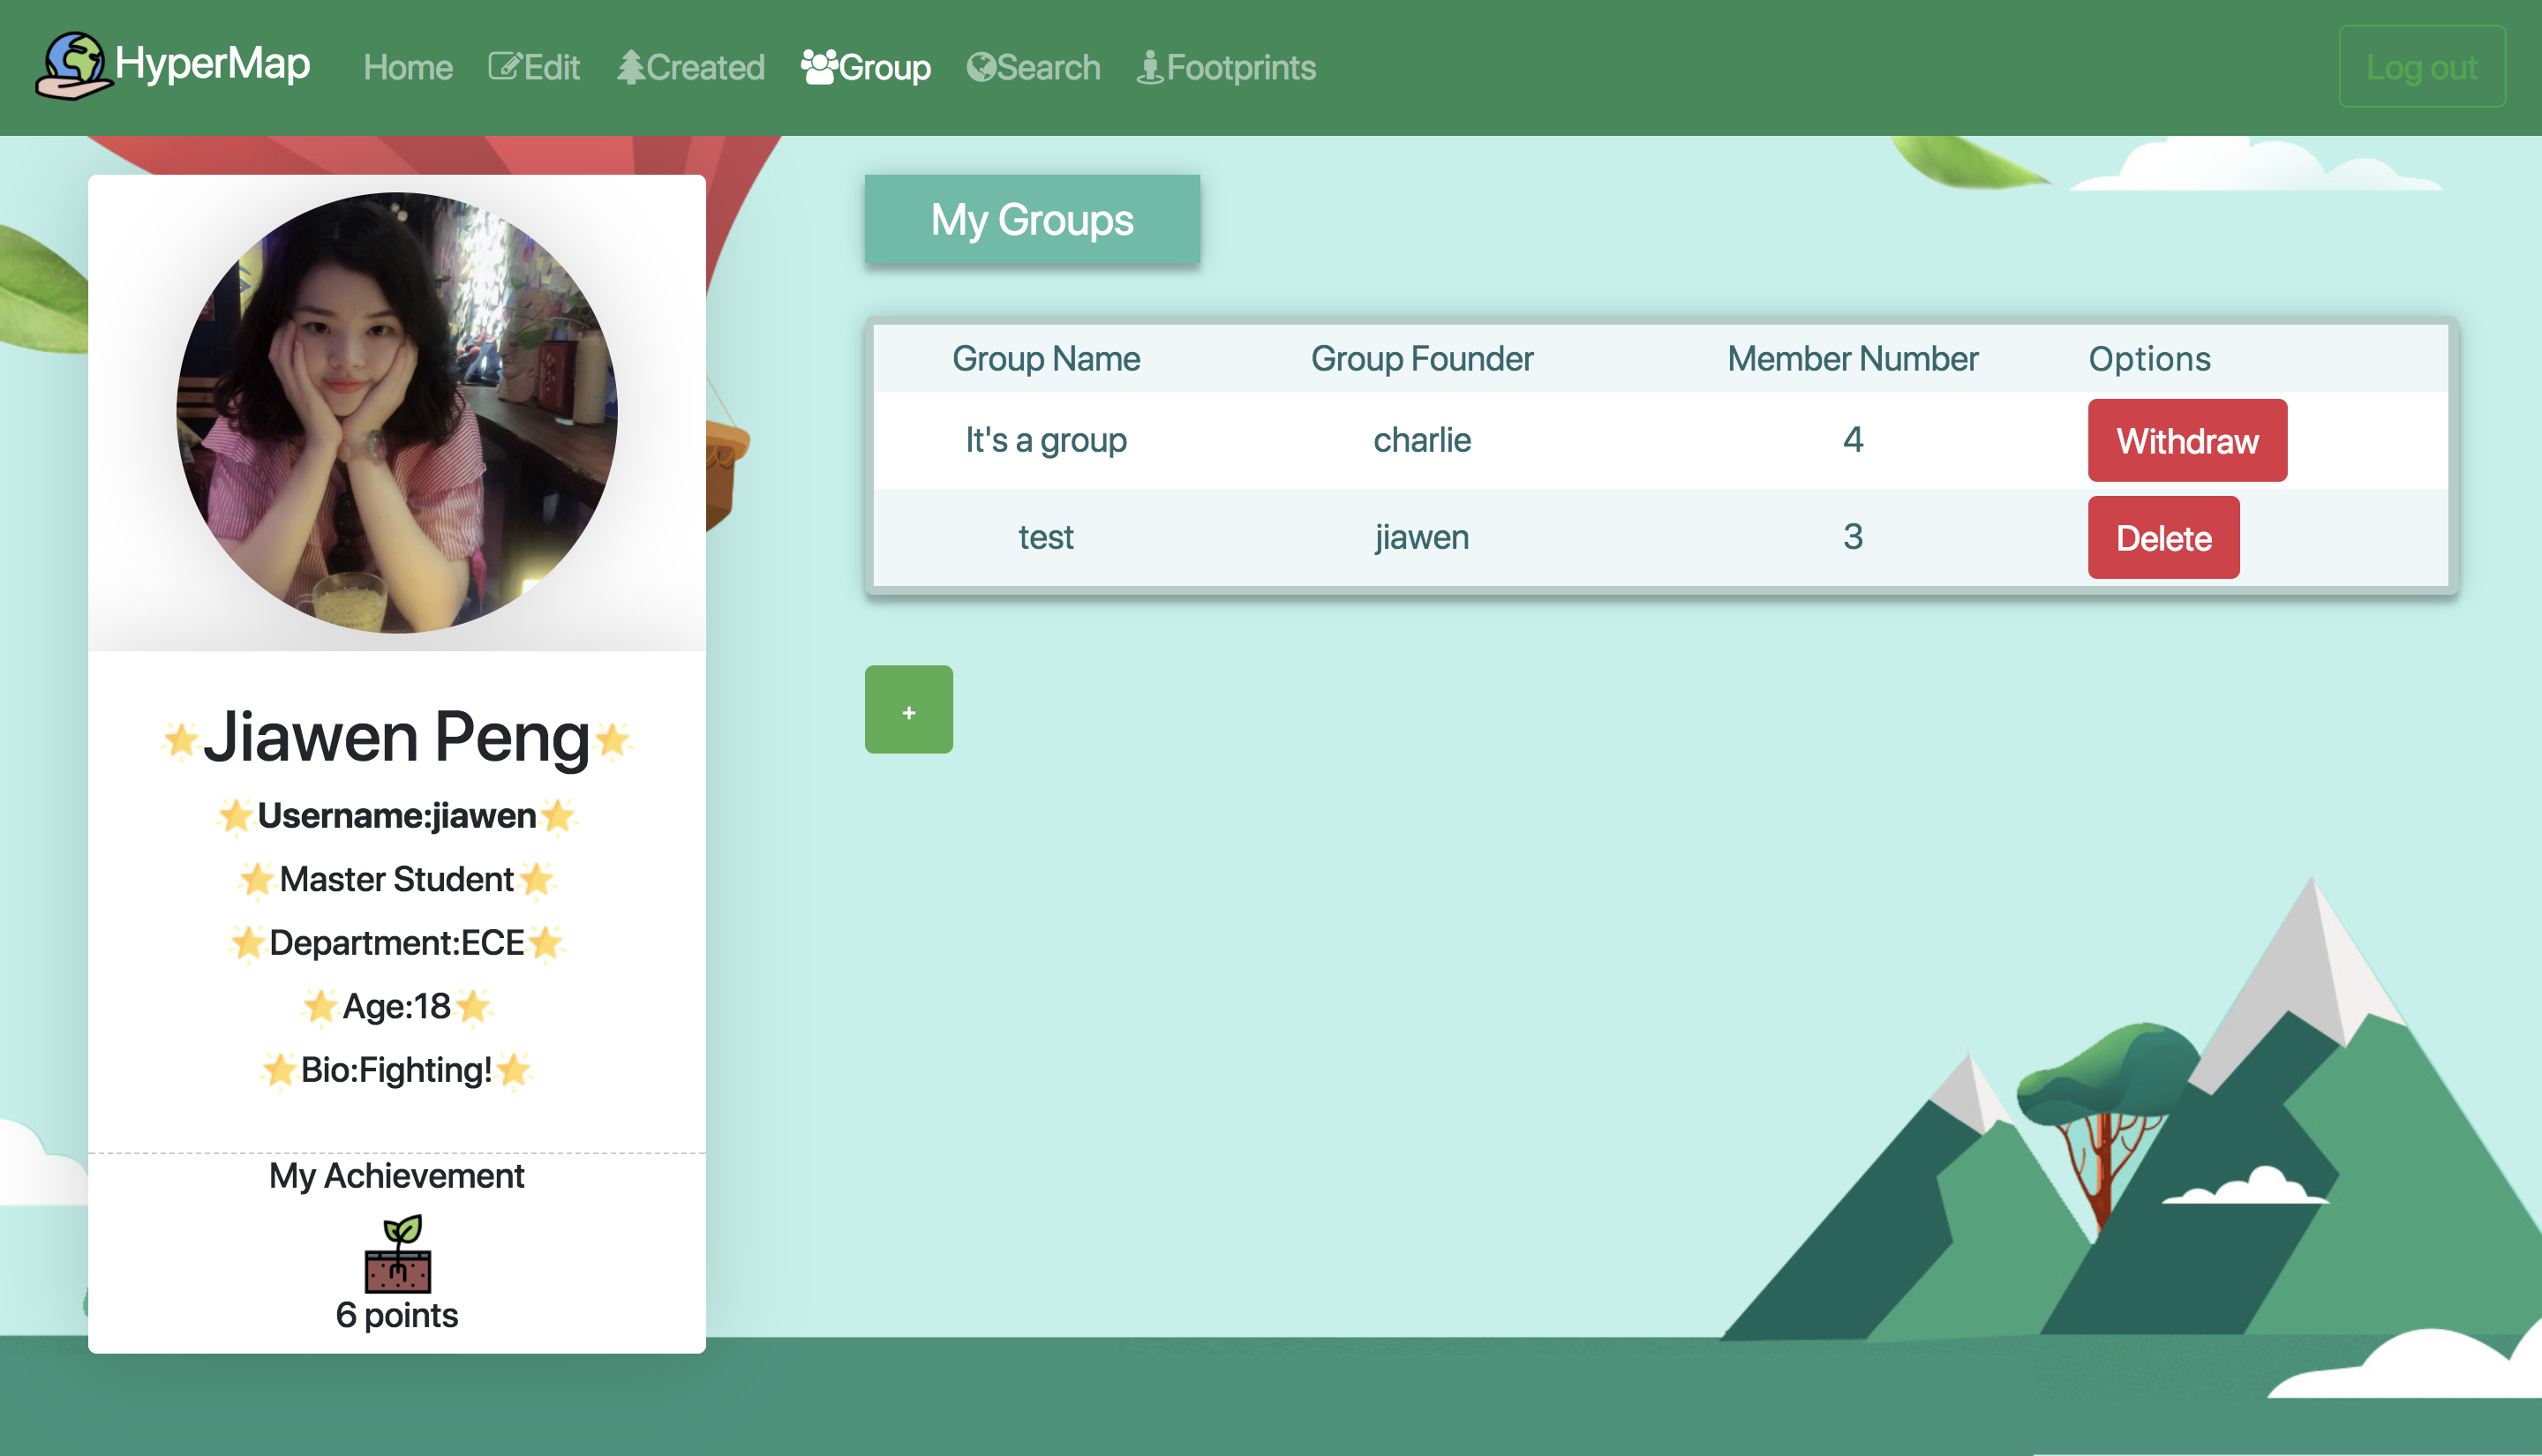 HyperMap Home Edit Created Group Search Footprints Log out
My Groups
Group Name Group Founder Member Number Options
It's a group charlie 4 Withdraw
test jiawen 3 Delete
+
🌟Jiawen Peng🌟
🌟Username:jiawen🌟
🌟Master Student🌟
🌟Department:ECE🌟
🌟Age:18🌟
🌟Bio:Fighting!🌟
My Achievement
6 points